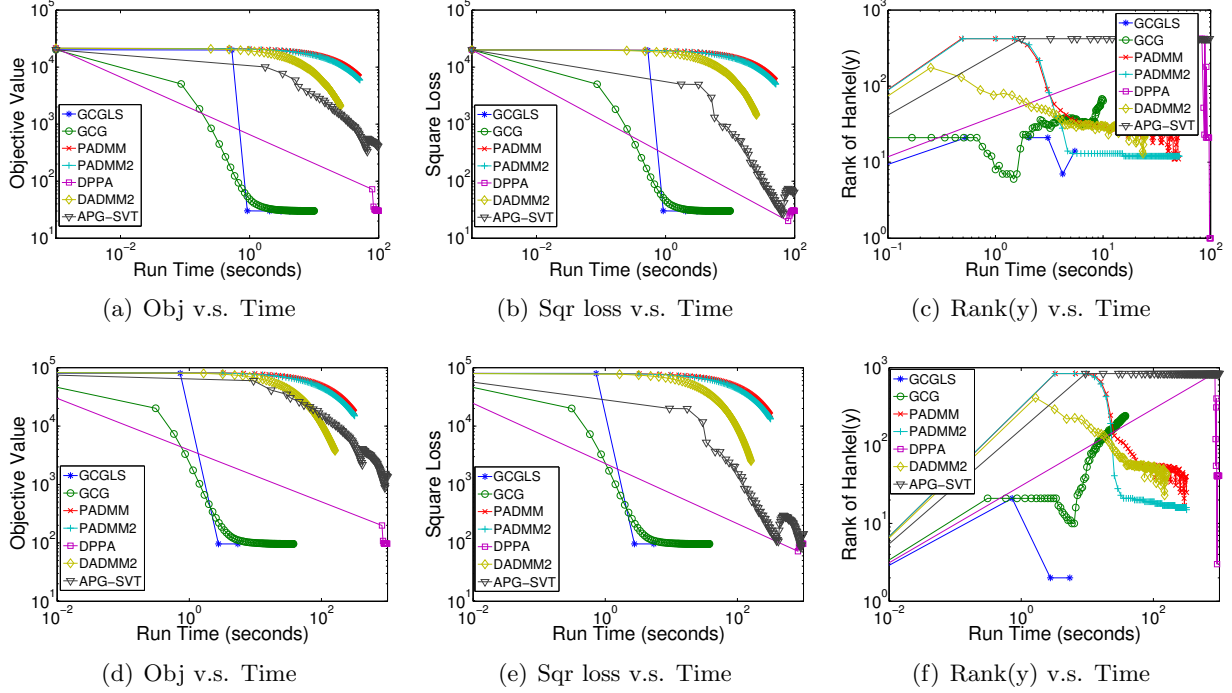 Objective Value
10^5
10^4
10^3
10^2
10^1
GCGLS
GCG
PADMM
PADMM2
DPPA
DADMM2
APG-SVT
10^-2
10^0
10^2
Run Time (seconds)
(a) Obj v.s. Time
Square Loss
10^5
10^4
10^3
10^2
10^1
GCGLS
GCG
PADMM
PADMM2
DPPA
DADMM2
APG-SVT
10^-2
10^0
10^2
Run Time (seconds)
(b) Sqr loss v.s. Time
Rank of Hankel(y)
10^3
10^2
10^1
10^0
GCGLS
GCG
PADMM
PADMM2
DPPA
DADMM2
APG-SVT
10^-1
10^0
10^1
10^2
Run Time (seconds)
(c) Rank(y) v.s. Time
Objective Value
10^5
10^4
10^3
10^2
10^1
GCGLS
GCG
PADMM
PADMM2
DPPA
DADMM2
APG-SVT
10^-2
10^0
10^2
Run Time (seconds)
(d) Obj v.s. Time
Square Loss
10^5
10^4
10^3
10^2
10^1
GCGLS
GCG
PADMM
PADMM2
DPPA
DADMM2
APG-SVT
10^-2
10^0
10^2
Run Time (seconds)
(e) Sqr loss v.s. Time
Rank of Hankel(y)
10^3
10^2
10^1
10^0
GCGLS
GCG
PADMM
PADMM2
DPPA
DADMM2
APG-SVT
10^-2
10^0
10^2
Run Time (seconds)
(f) Rank(y) v.s. Time